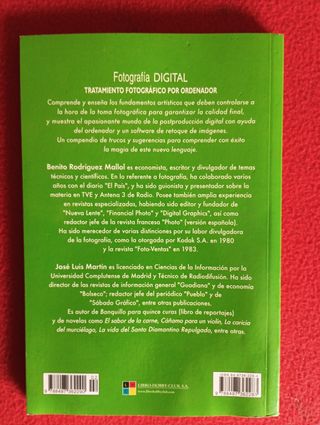 Fotografía DIGITAL
TRATAMIENTO FOTOGRÁFICO POR ORDENADOR
Comprende y enseña los fundamentos artísticos que deben controlarse a
la hora de la toma fotográfica para garantizar la calidad final,
y muestra el apasionante mundo de la postproducción digital con ayuda
del ordenador y un software de retoque de imágenes.
Un compendio de trucos y sugerencias para comprender con éxito
la magia de este nuevo lenguaje.
Benito Rodríguez Mallol es economista, escritor y divulgador de temas
técnicos y científicos. En lo referente a fotografía, ha colaborado varios
años con el diario "El País", y ha sido guionista y presentador sobre la
materia en TVE y Antena 3 de Radio. Posee también amplia experiencia
en revistas especializadas, habiendo sido editor y fundador de
"Nueva Lente", "Financial Photo" y "Digital Graphics", así como
redactor jefe de la revista francesa "Photo" (versión española).
Ha sido merecedor de varias distinciones por su labor divulgadora
de la fotografía, como la otorgada por Kodak S.A. en 1980
y la revista "Foto-Ventas" en 1983.
José Luis Martín es licenciado en Ciencias de la Información por la
Universidad Complutense de Madrid y Técnico de Radiodifusión. Ha
sido director de las revistas de información general "Guadiana" y de economía
"Bolseco"; redactor jefe del periódico "Pueblo" y de
"Sábado Gráfico", entre otras publicaciones.
Es autor de Banquillo para quince curas (libro de reportajes)
y de novelas como El sabor de la carne, Cáñamo para un violín, La caricia
del murciélago, La vida del Santo Diamantino Repulgado, entre otras.
LIBRO HOBBY-CLUB, S.A.